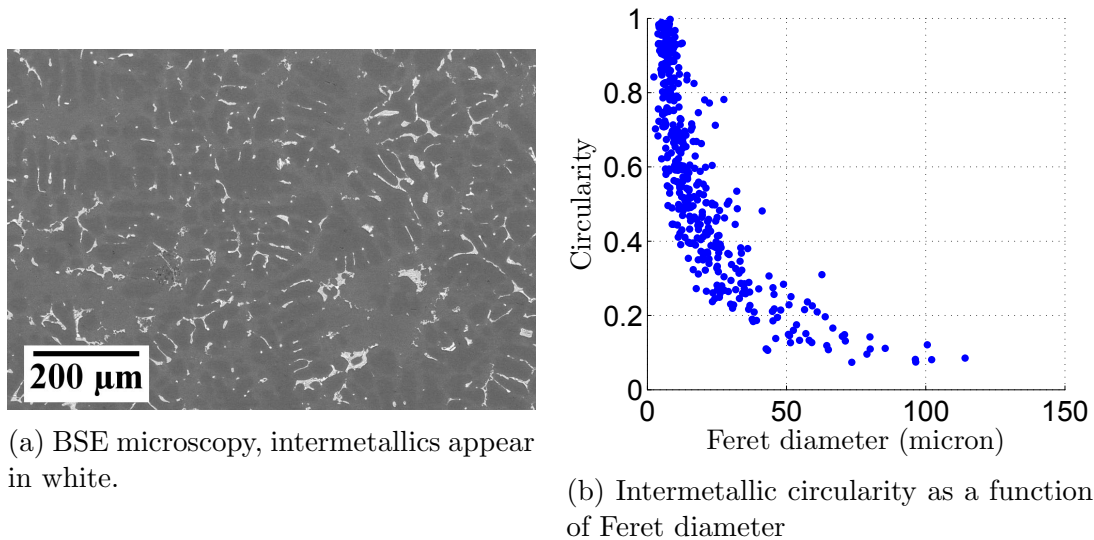 200 µm
(a) BSE microscopy, intermetallics appear
in white.
1
0.8
0.6
0.4
0.2
0
0 50 100 150
Circularity
Feret diameter (micron)
(b) Intermetallic circularity as a function
of Feret diameter